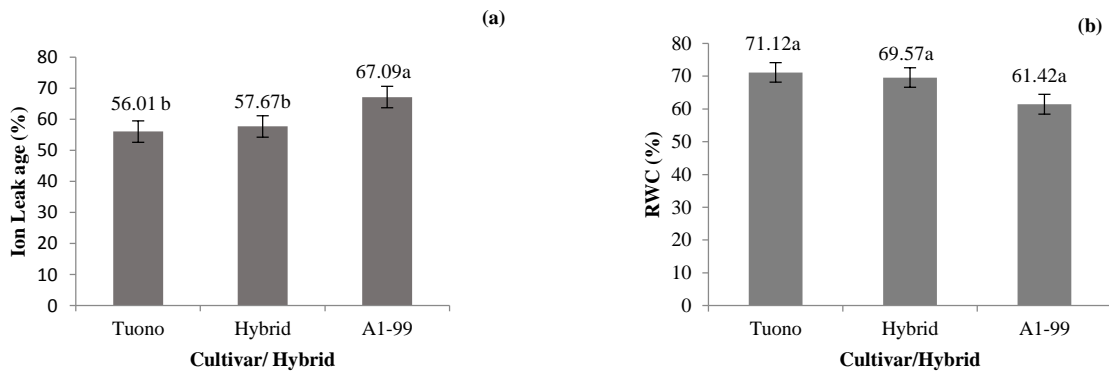 (a)
80
70
60
50
40
30
20
10
0
Ion Leak age (%)
56.01 b
57.67b
67.09a
Tuono
Hybrid
A1-99
Cultivar/ Hybrid
(b)
80
70
60
50
40
30
20
10
0
RWC (%)
71.12a
69.57a
61.42a
Tuono
Hybrid
A1-99
Cultivar/Hybrid